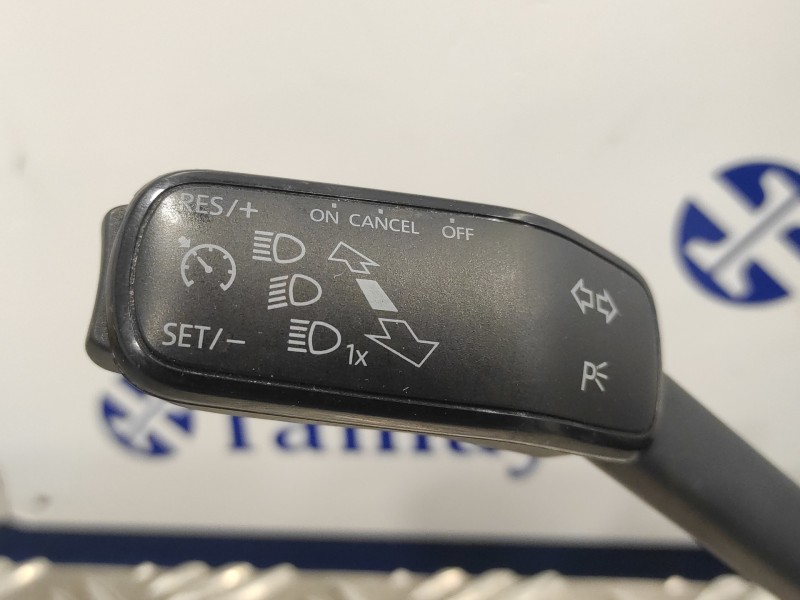 RES/+
ON CANCEL OFF
SET/-
1x
P